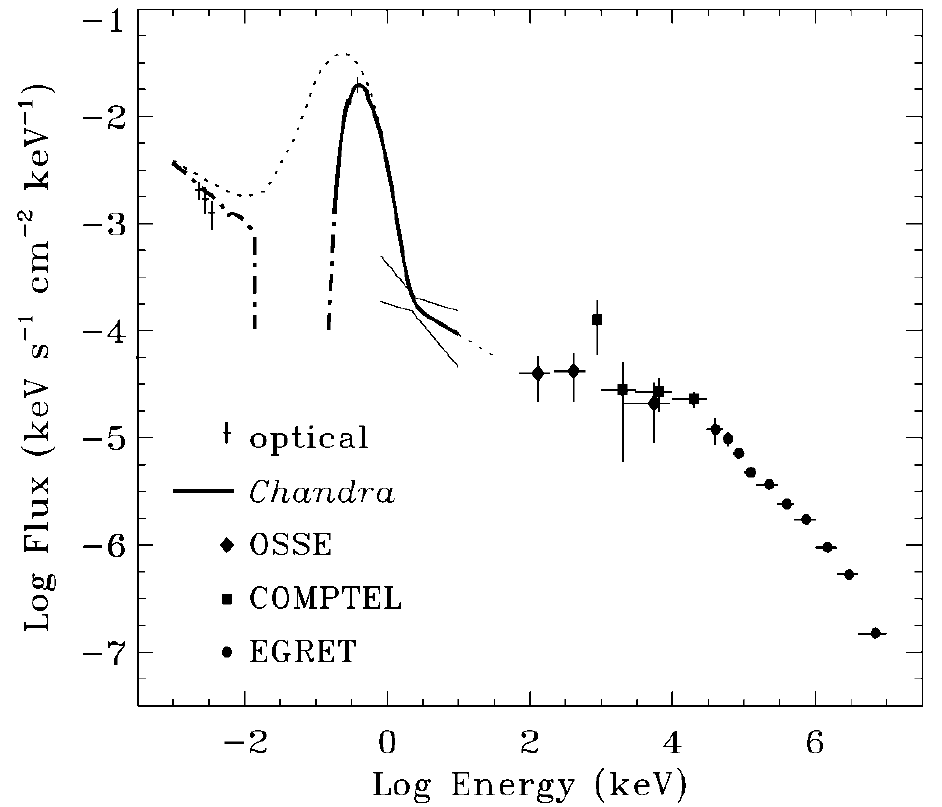 Log Flux (keV s⁻¹ cm⁻² keV⁻¹)
−1
−2
−3
−4
−5
−6
−7
optical
Chandra
OSSE
COMPTEL
EGRET
−2 0 2 4 6
Log Energy (keV)